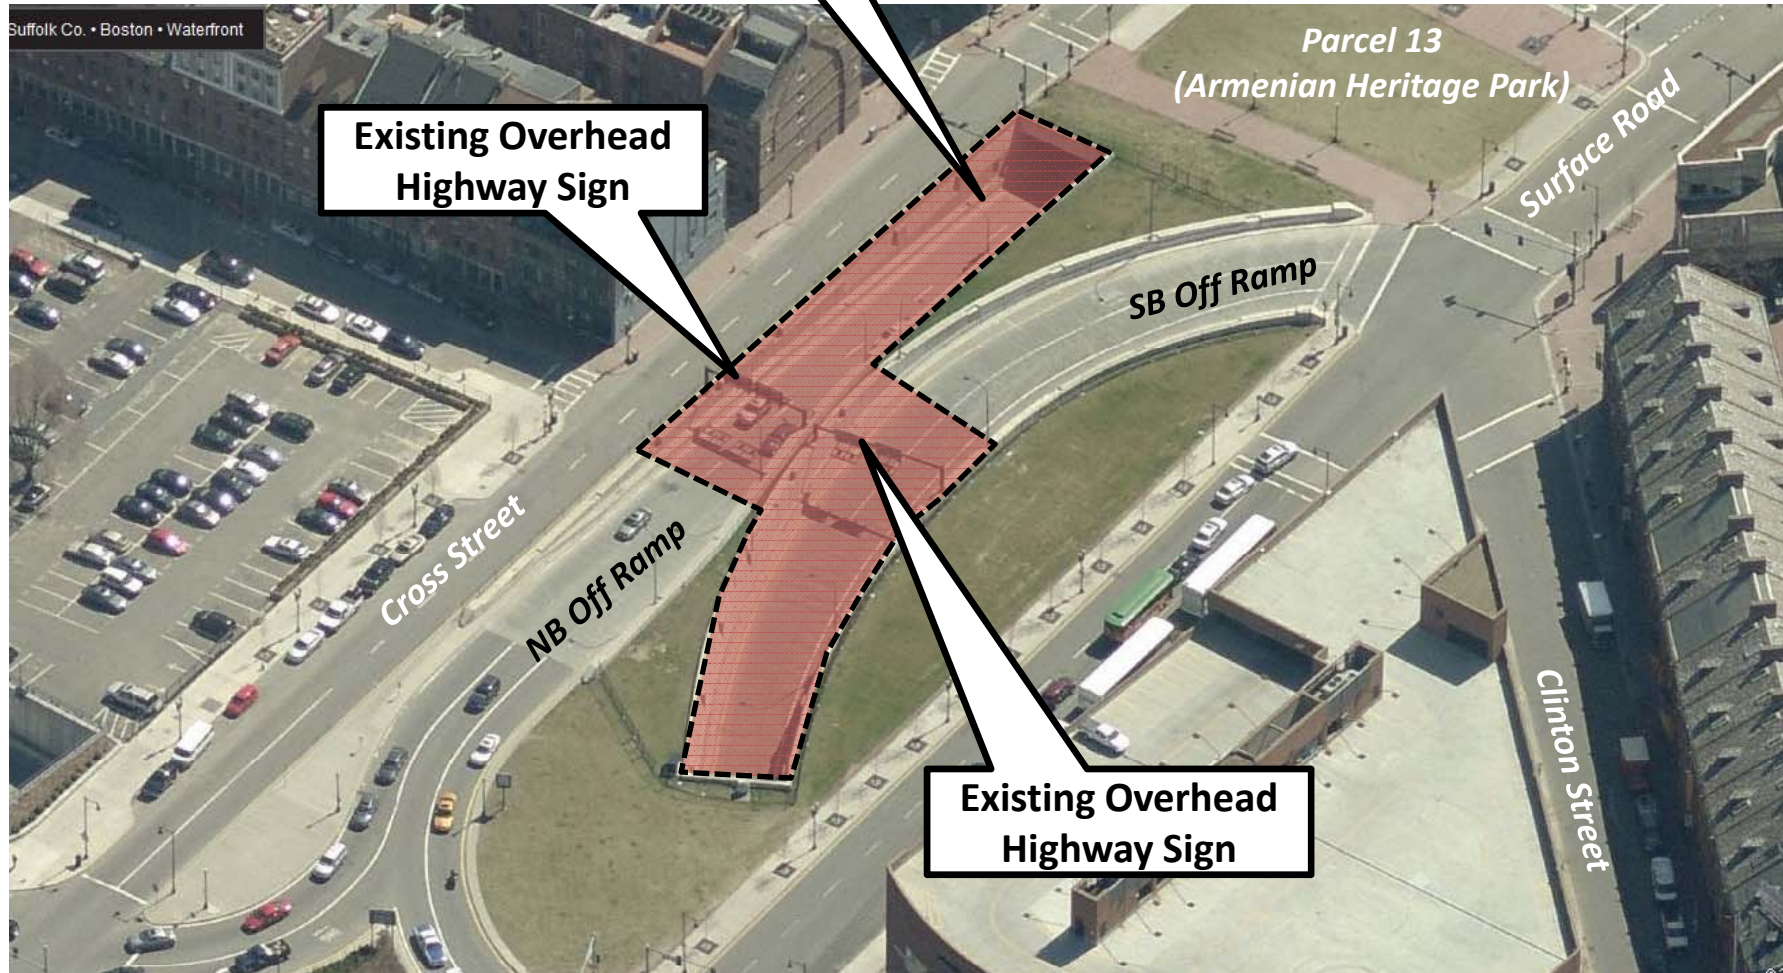 Suffolk Co. • Boston • Waterfront
Parcel 13
(Armenian Heritage Park)
Surface Road
Existing Overhead
Highway Sign
SB Off Ramp
Cross Street
NB Off Ramp
Existing Overhead
Highway Sign
Clinton Street